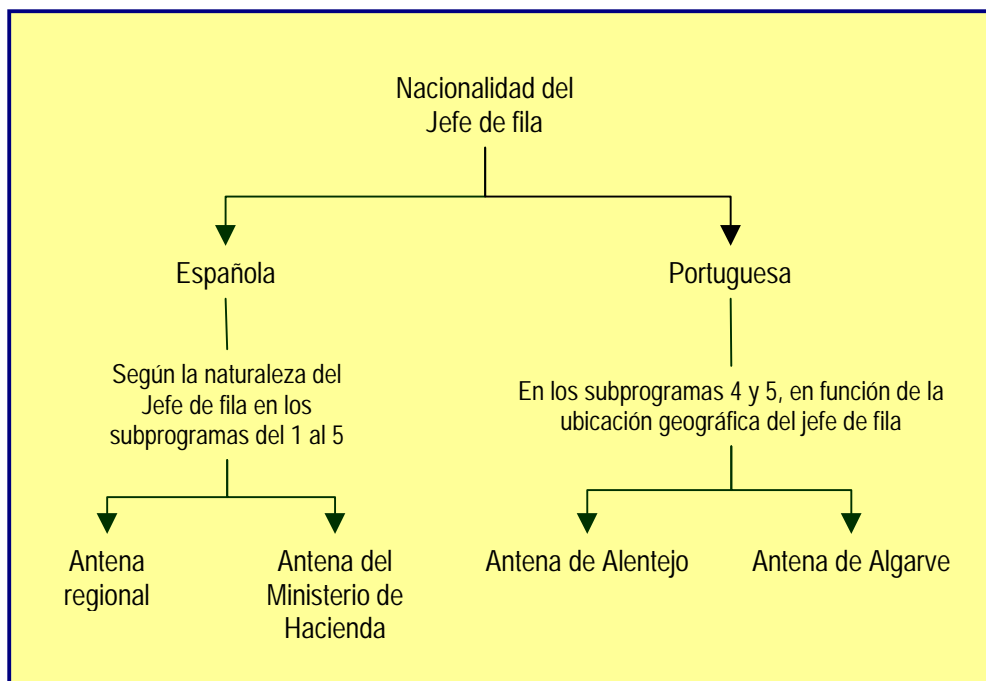 Nacionalidad del
Jefe de fila
Española
Portuguesa
Según la naturaleza del
Jefe de fila en los
subprogramas del 1 al 5
En los subprogramas 4 y 5, en función de la
ubicación geográfica del jefe de fila
Antena
regional
Antena del
Ministerio de
Hacienda
Antena de Alentejo
Antena de Algarve